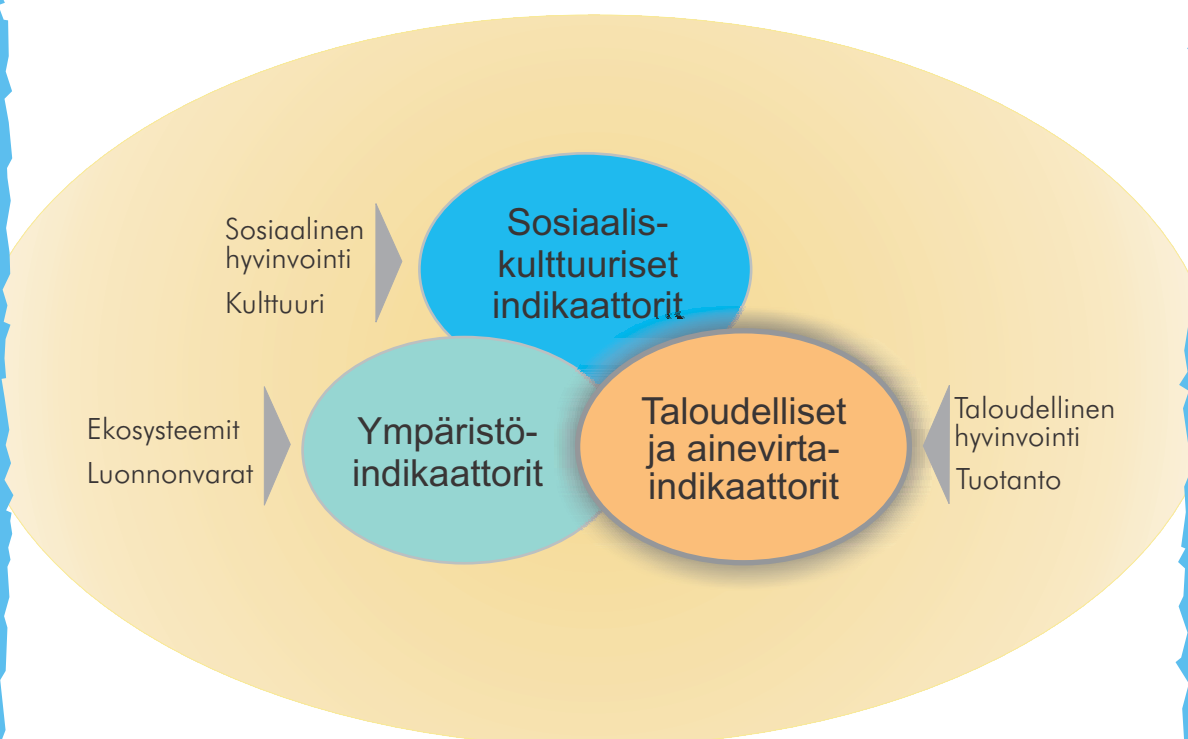 Sosiaalinen
hyvinvointi
Kulttuuri
Sosiaalis-
kulttuuriset
indikaattorit
Ekosysteemit
Luonnonvarat
Ympäristö-
indikaattorit
Taloudelliset
ja ainevirta-
indikaattorit
Taloudellinen
hyvinvointi
Tuotanto